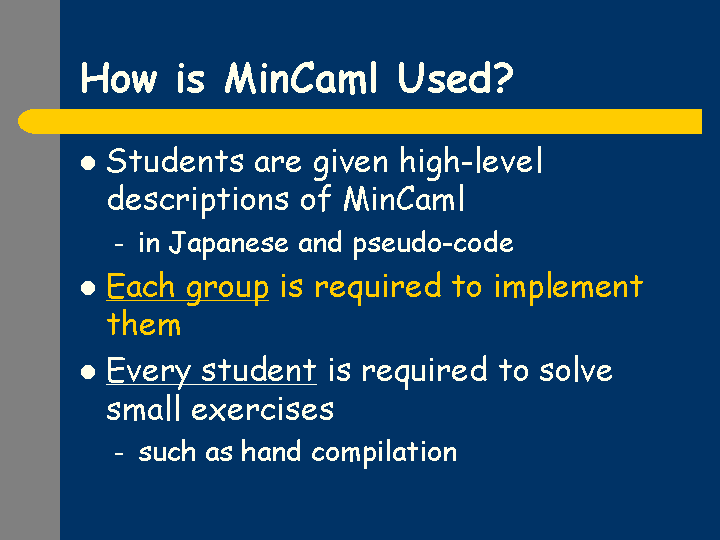 How is MinCaml Used?
● Students are given high-level
descriptions of MinCaml
- in Japanese and pseudo-code
● Each group is required to implement
them
● Every student is required to solve
small exercises
- such as hand compilation